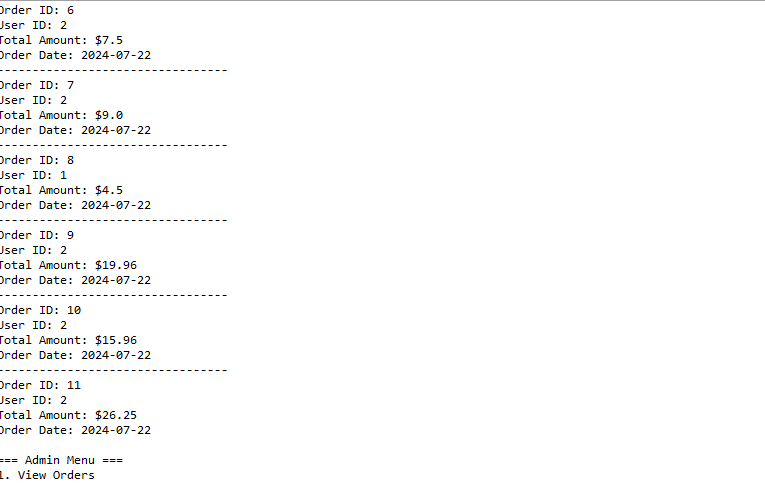 Order ID: 6
User ID: 2
Total Amount: $7.5
Order Date: 2024-07-22
---------------------------------
Order ID: 7
User ID: 2
Total Amount: $9.0
Order Date: 2024-07-22
---------------------------------
Order ID: 8
User ID: 1
Total Amount: $4.5
Order Date: 2024-07-22
---------------------------------
Order ID: 9
User ID: 2
Total Amount: $19.96
Order Date: 2024-07-22
---------------------------------
Order ID: 10
User ID: 2
Total Amount: $15.96
Order Date: 2024-07-22
---------------------------------
Order ID: 11
User ID: 2
Total Amount: $26.25
Order Date: 2024-07-22

=== Admin Menu ===
1. View Orders